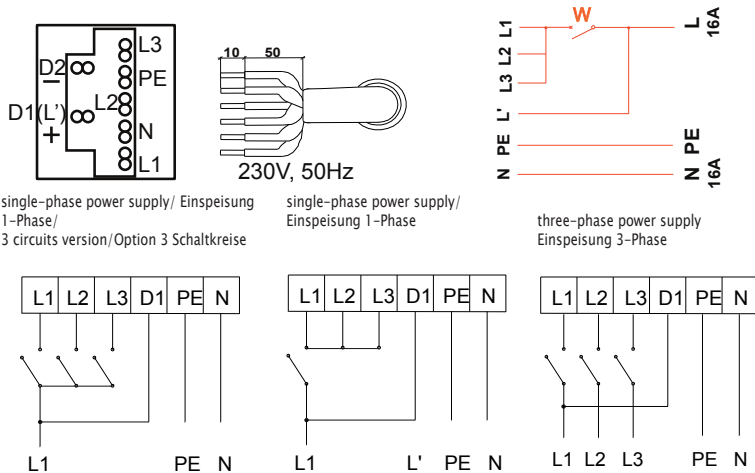 L3
D2
–
PE
L2
D1(L')
+
N
L1
10 50
230V, 50Hz
W
L1
L2
L3
L'
PE
N
L
16A
PE
N
16A
single-phase power supply/ Einspeisung
1-Phase/
3 circuits version/Option 3 Schaltkreise
single-phase power supply/
Einspeisung 1-Phase
three-phase power supply
Einspeisung 3-Phase
L1 L2 L3 D1 PE N
L1 PE N
L1 L2 L3 D1 PE N
L1 L' PE N
L1 L2 L3 D1 PE N
L1 L2 L3 PE N